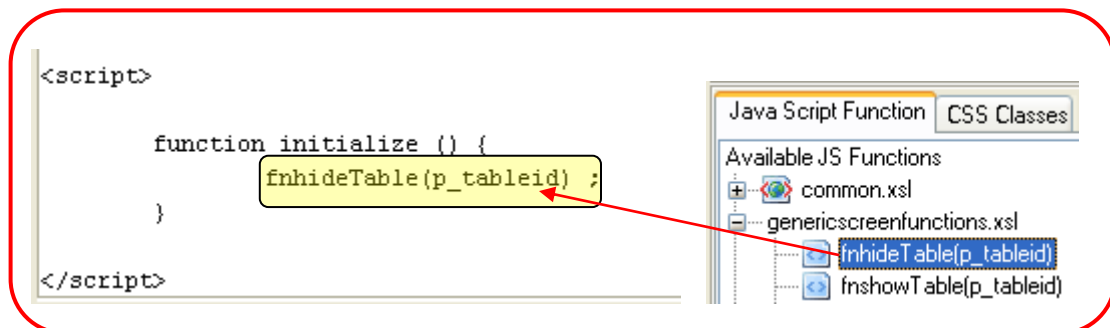 <script>
function initialize () {
fnhideTable(p_tableid) ;
}
</script>
Java Script Function
CSS Classes
Available JS Functions
common.xsl
genericscreenfunctions.xsl
fnhideTable(p_tableid)
fnshowTable(p_tableid)